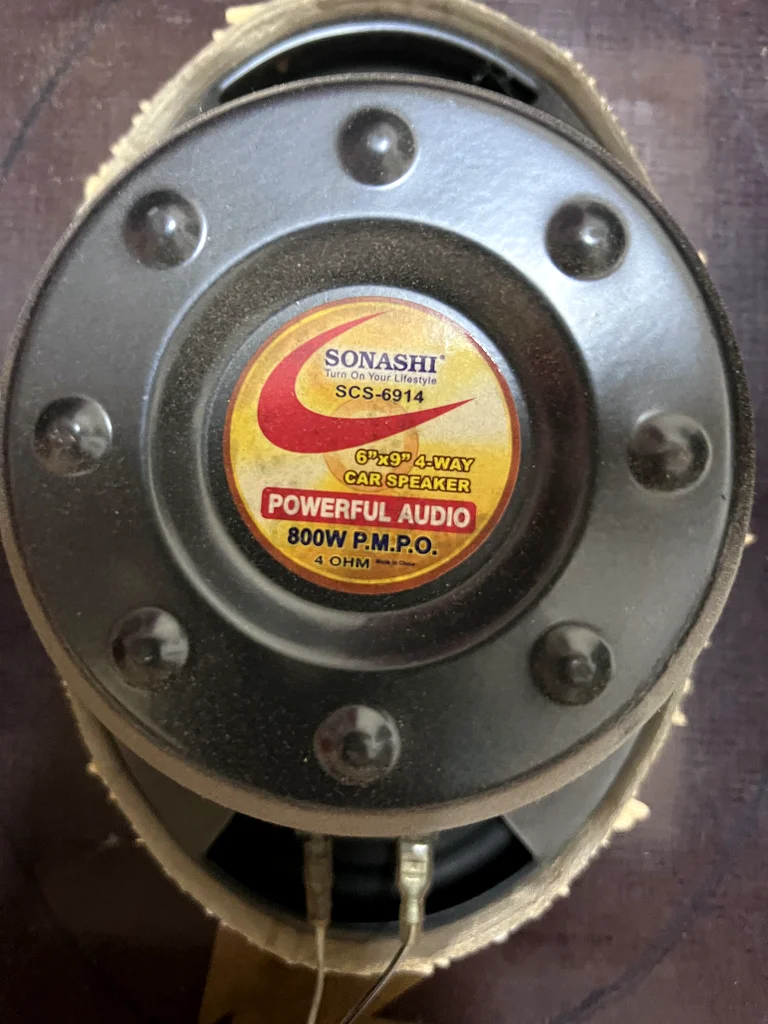 SONASHI®
Turn On Your Lifestyle
SCS-6914
6"x9" 4-WAY
CAR SPEAKER
POWERFUL AUDIO
800W P.M.P.O.
4 OHM Made in China